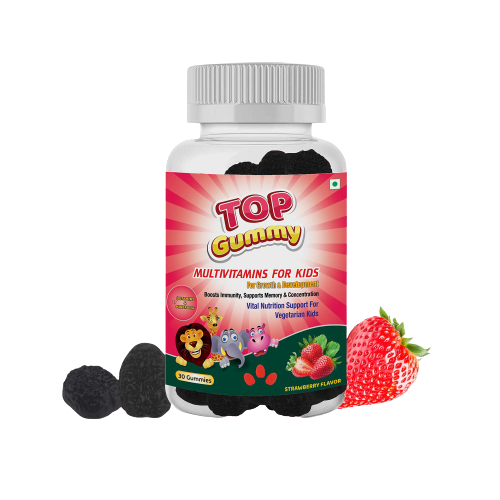 TOP
Gummy
MULTIVITAMINS FOR KIDS
For Growth & Development
Boosts Immunity, Supports Memory & Concentration
Vital Nutrition Support For
Vegetarian Kids
30 Gummies
STRAWBERRY FLAVOR